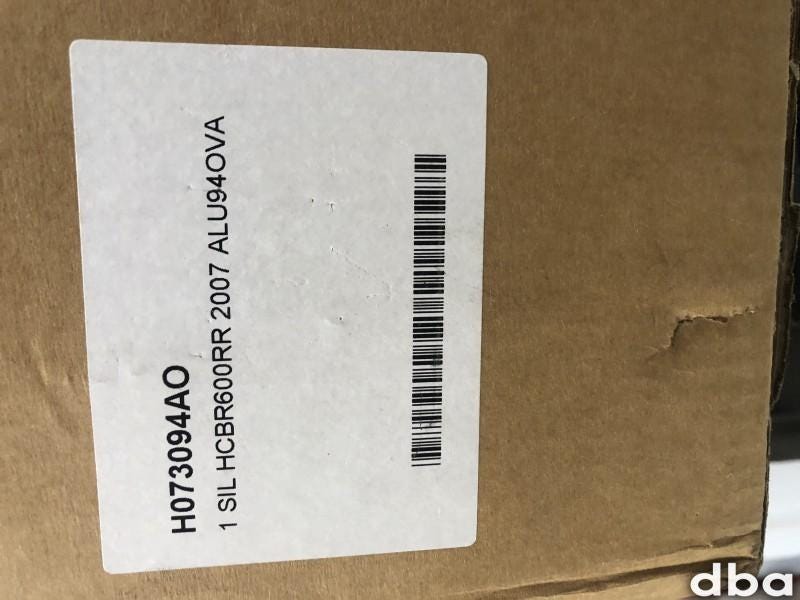 H073094AO
1 SIL HCBR600RR 2007 ALU94OVA
dba